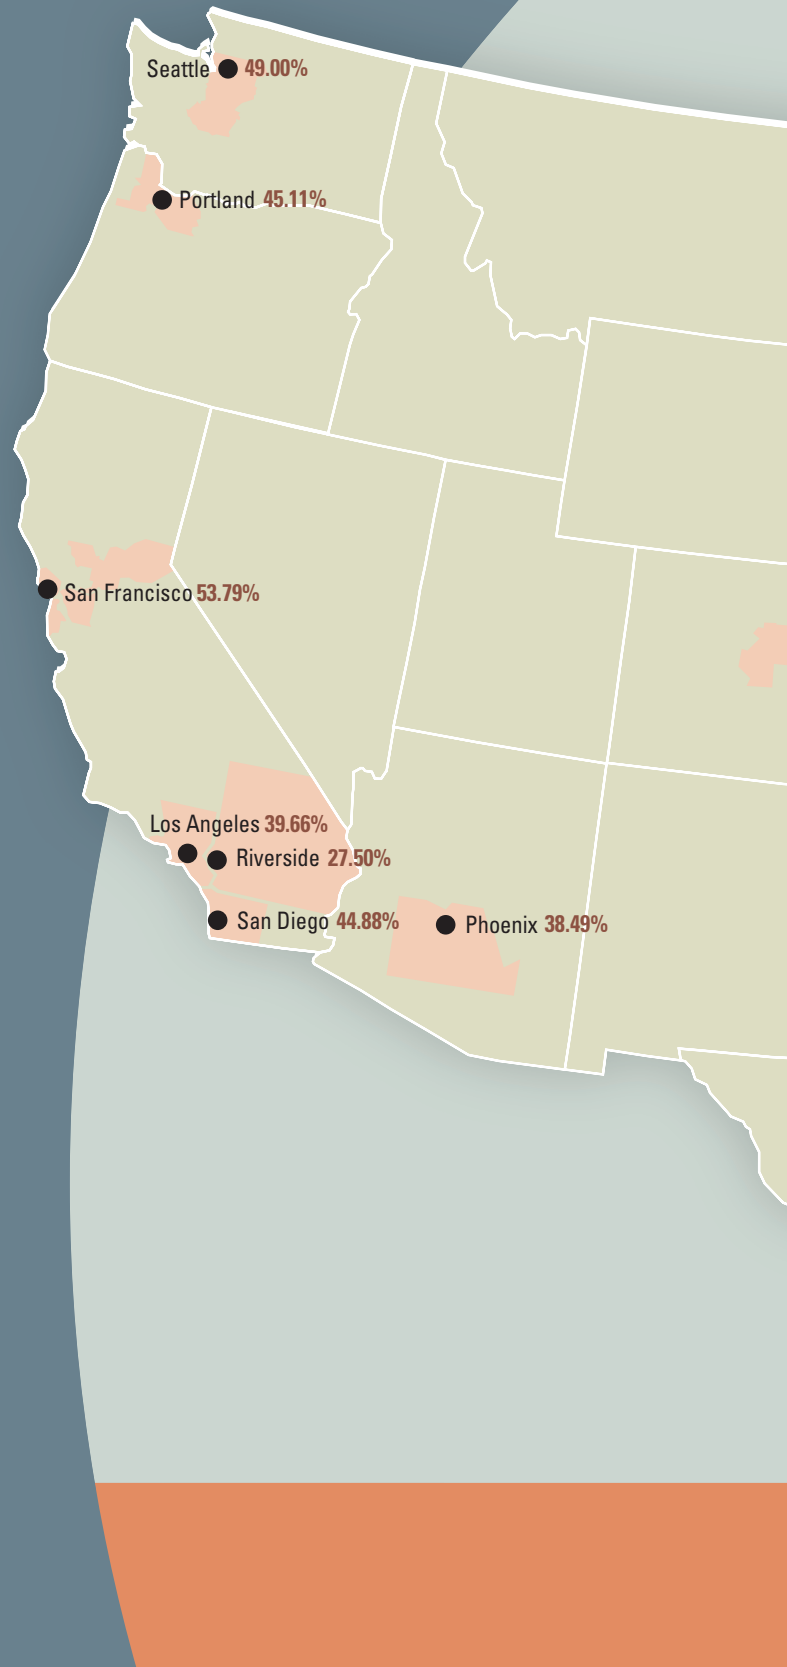 Seattle 49.00%
Portland 45.11%
San Francisco 53.79%
Los Angeles 39.66%
Riverside 27.50%
San Diego 44.88%
Phoenix 38.49%